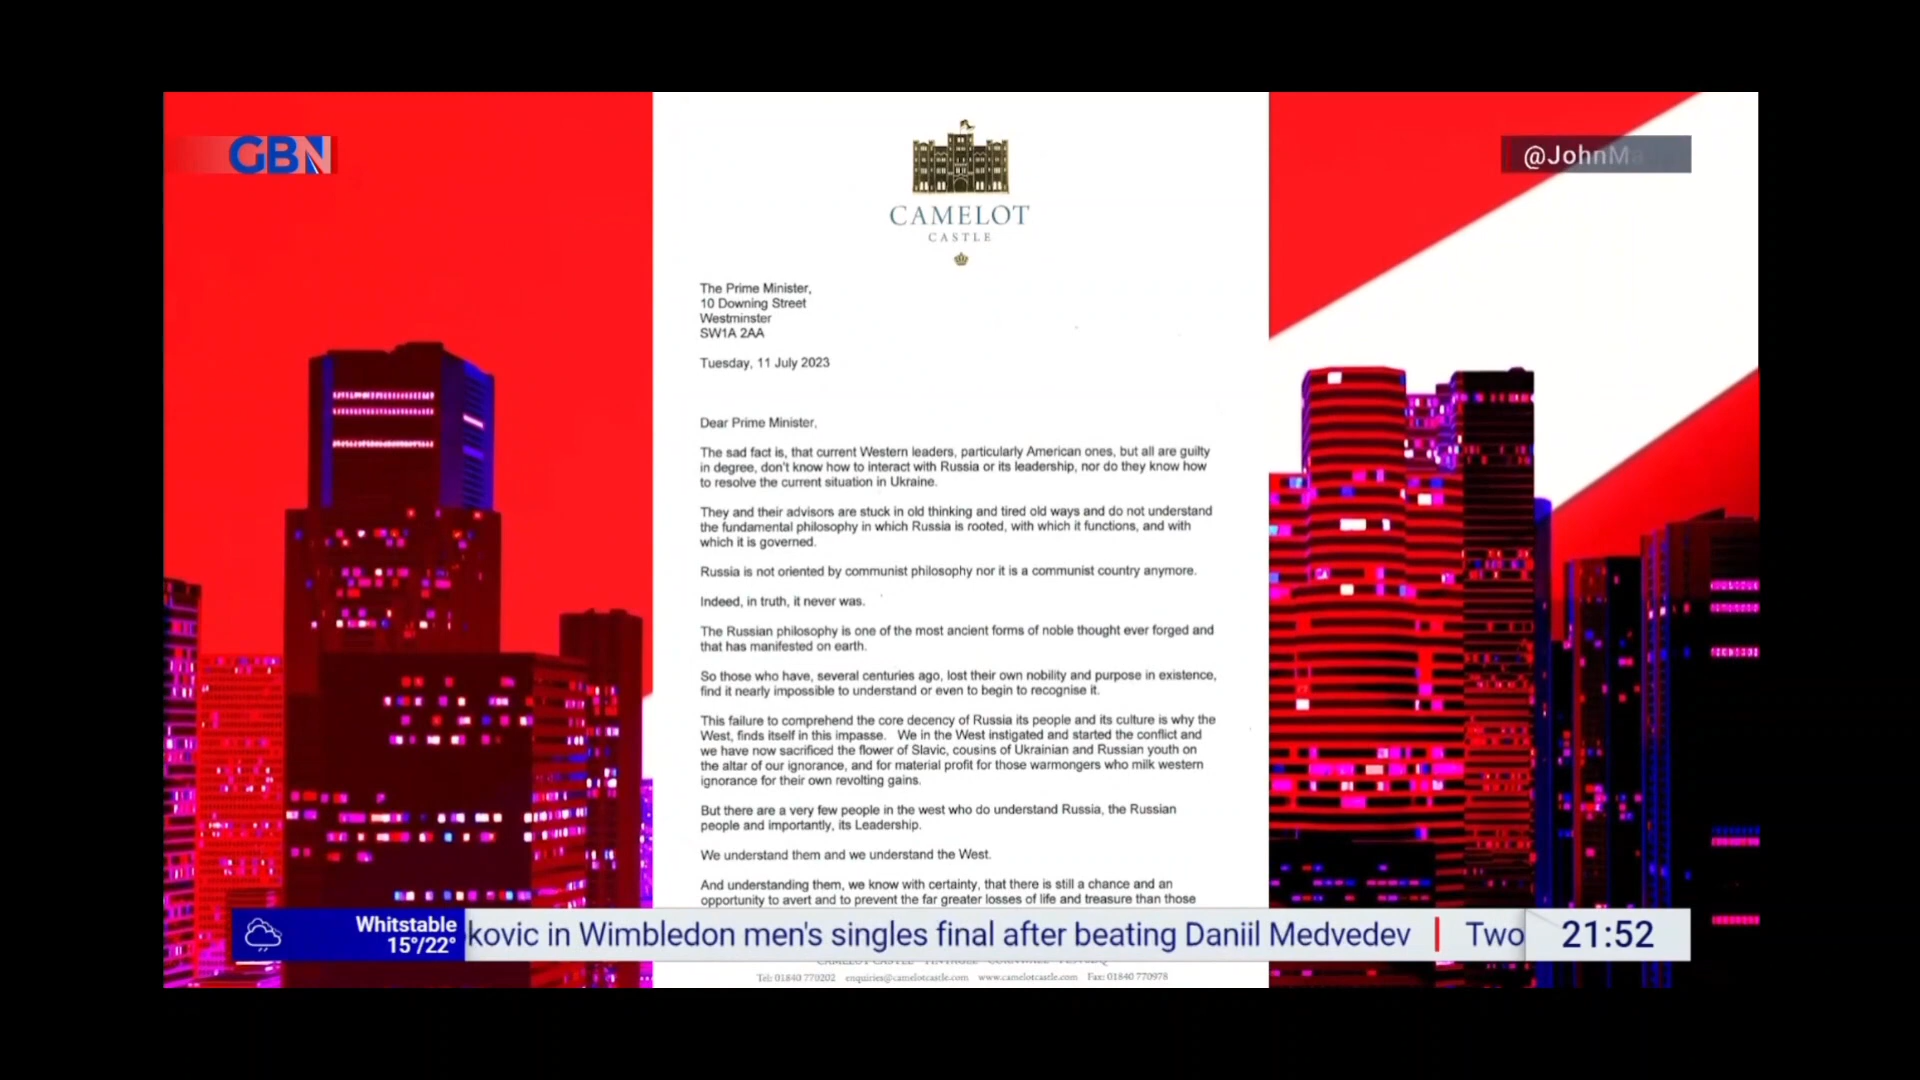 GBN
@JohnM
CAMELOT
CASTLE
The Prime Minister,
10 Downing Street
Westminster
SW1A 2AA
Tuesday, 11 July 2023
Dear Prime Minister,
The sad fact is, that current Western leaders, particularly American ones, but all are guilty
in degree, don't know how to interact with Russia or its leadership, nor do they know how
to resolve the current situation in Ukraine.
They and their advisors are stuck in old thinking and tired old ways and do not understand
the fundamental philosophy in which Russia is rooted, with which it functions, and with
which it is governed.
Russia is not oriented by communist philosophy nor it is a communist country anymore.
Indeed, in truth, it never was.
The Russian philosophy is one of the most ancient forms of noble thought ever forged and
that has manifested on earth.
So those who have, several centuries ago, lost their own nobility and purpose in existence,
find it nearly impossible to understand or even to begin to recognise it.
This failure to comprehend the core decency of Russia its people and its culture is why the
West, finds itself in this impasse. We in the West instigated and started the conflict and
we have now sacrificed the flower of Slavic, cousins of Ukrainian and Russian youth on
the altar of our ignorance, and for material profit for those warmongers who milk western
ignorance for their own revolting gains.
But there are a very few people in the west who do understand Russia, the Russian
people and importantly, its Leadership.
We understand them and we understand the West.
And understanding them, we know with certainty, that there is still a chance and an
opportunity to avert and to prevent the far greater losses of life and treasure than those
Whitstable
15°/22°
kovic in Wimbledon men's singles final after beating Daniil Medvedev | Two
21:52
Tel: 01840 770202 enquiries@camelotcastle.com www.camelotcastle.com Fax: 01840 770978